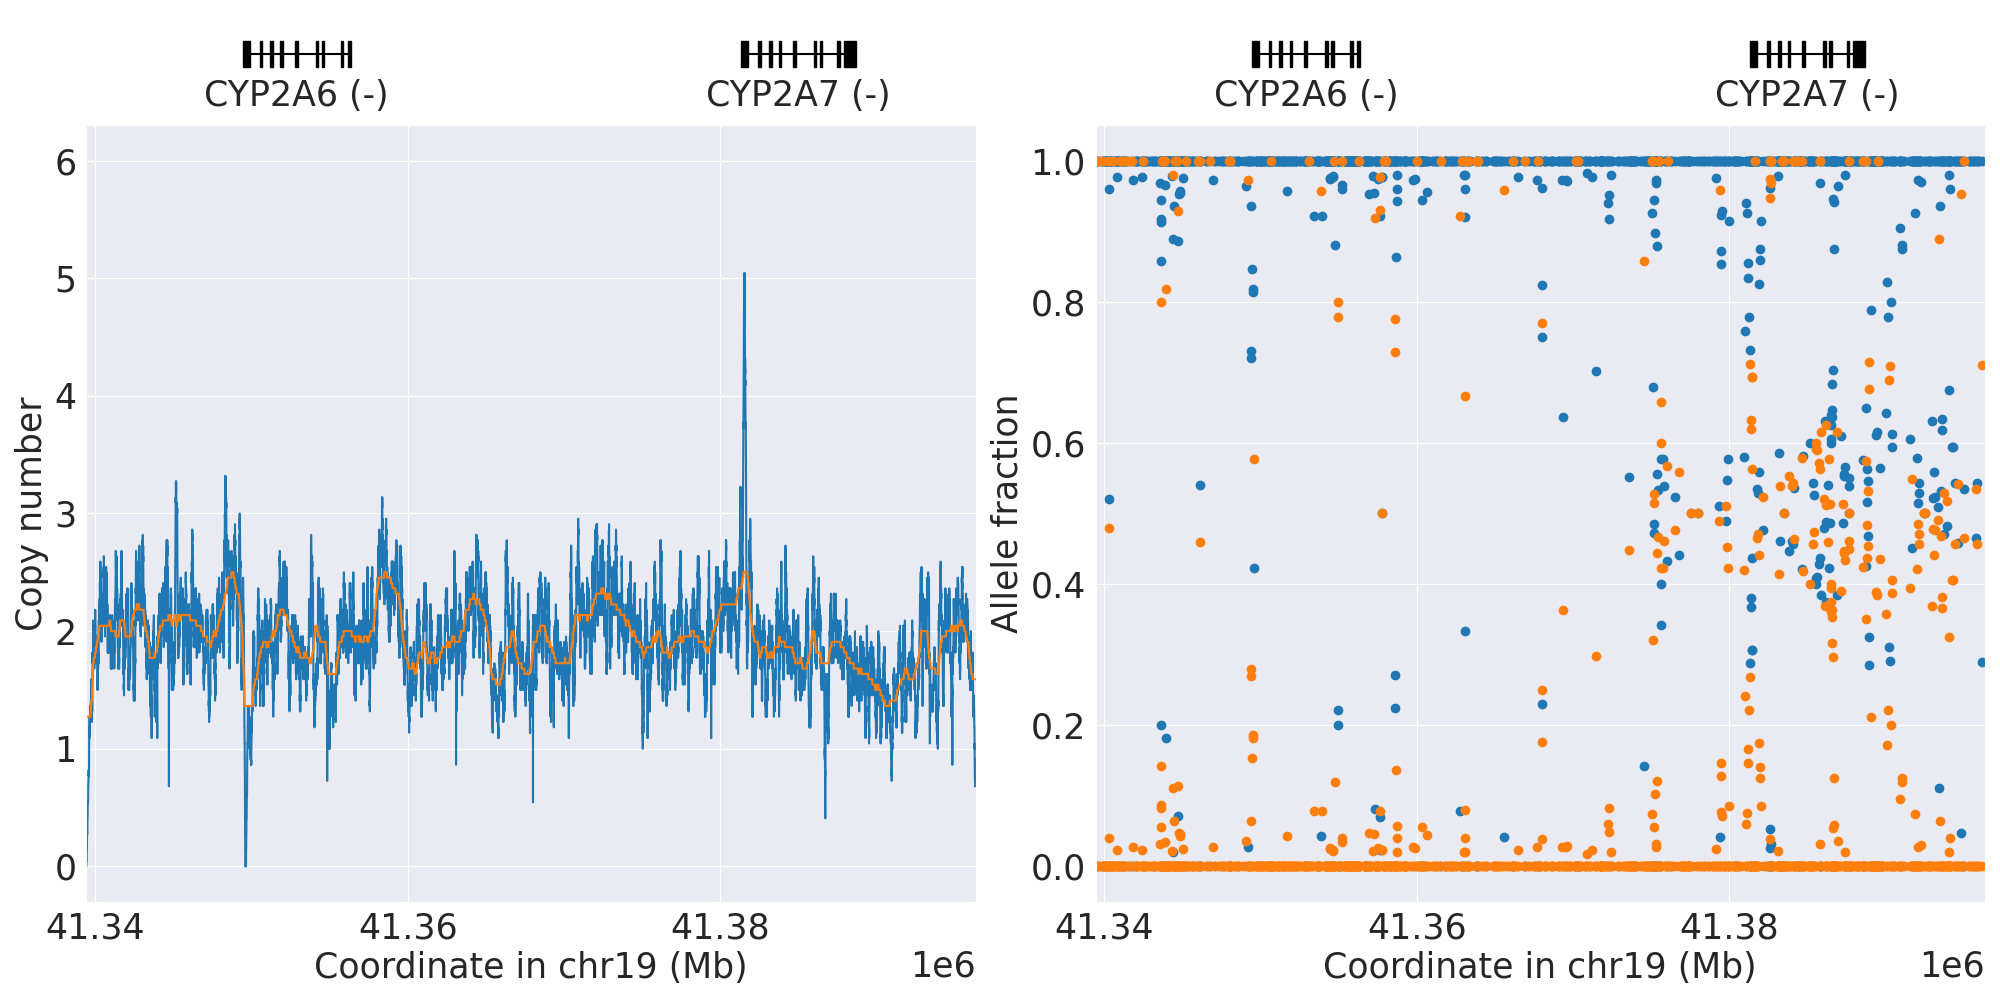 CYP2A6 (-)
CYP2A7 (-)
6
5
4
3
2
1
0
Copy number
41.34
41.36
41.38
Coordinate in chr19 (Mb)
1e6
CYP2A6 (-)
CYP2A7 (-)
1.0
0.8
0.6
0.4
0.2
0.0
Allele fraction
41.34
41.36
41.38
Coordinate in chr19 (Mb)
1e6